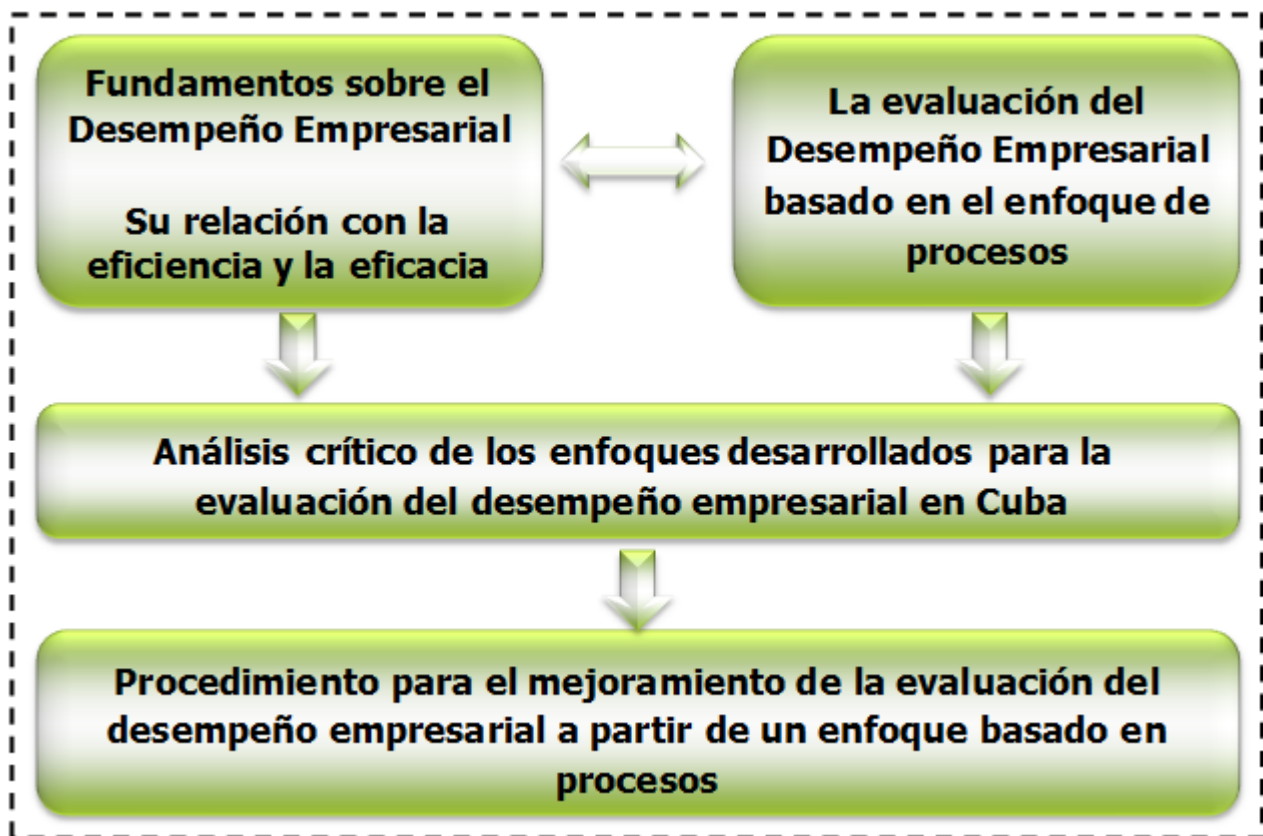 Fundamentos sobre el
Desempeño Empresarial
Su relación con la
eficiencia y la eficacia
La evaluación del
Desempeño Empresarial
basado en el enfoque de
procesos
Análisis crítico de los enfoques desarrollados para la
evaluación del desempeño empresarial en Cuba
Procedimiento para el mejoramiento de la evaluación del
desempeño empresarial a partir de un enfoque basado en
procesos